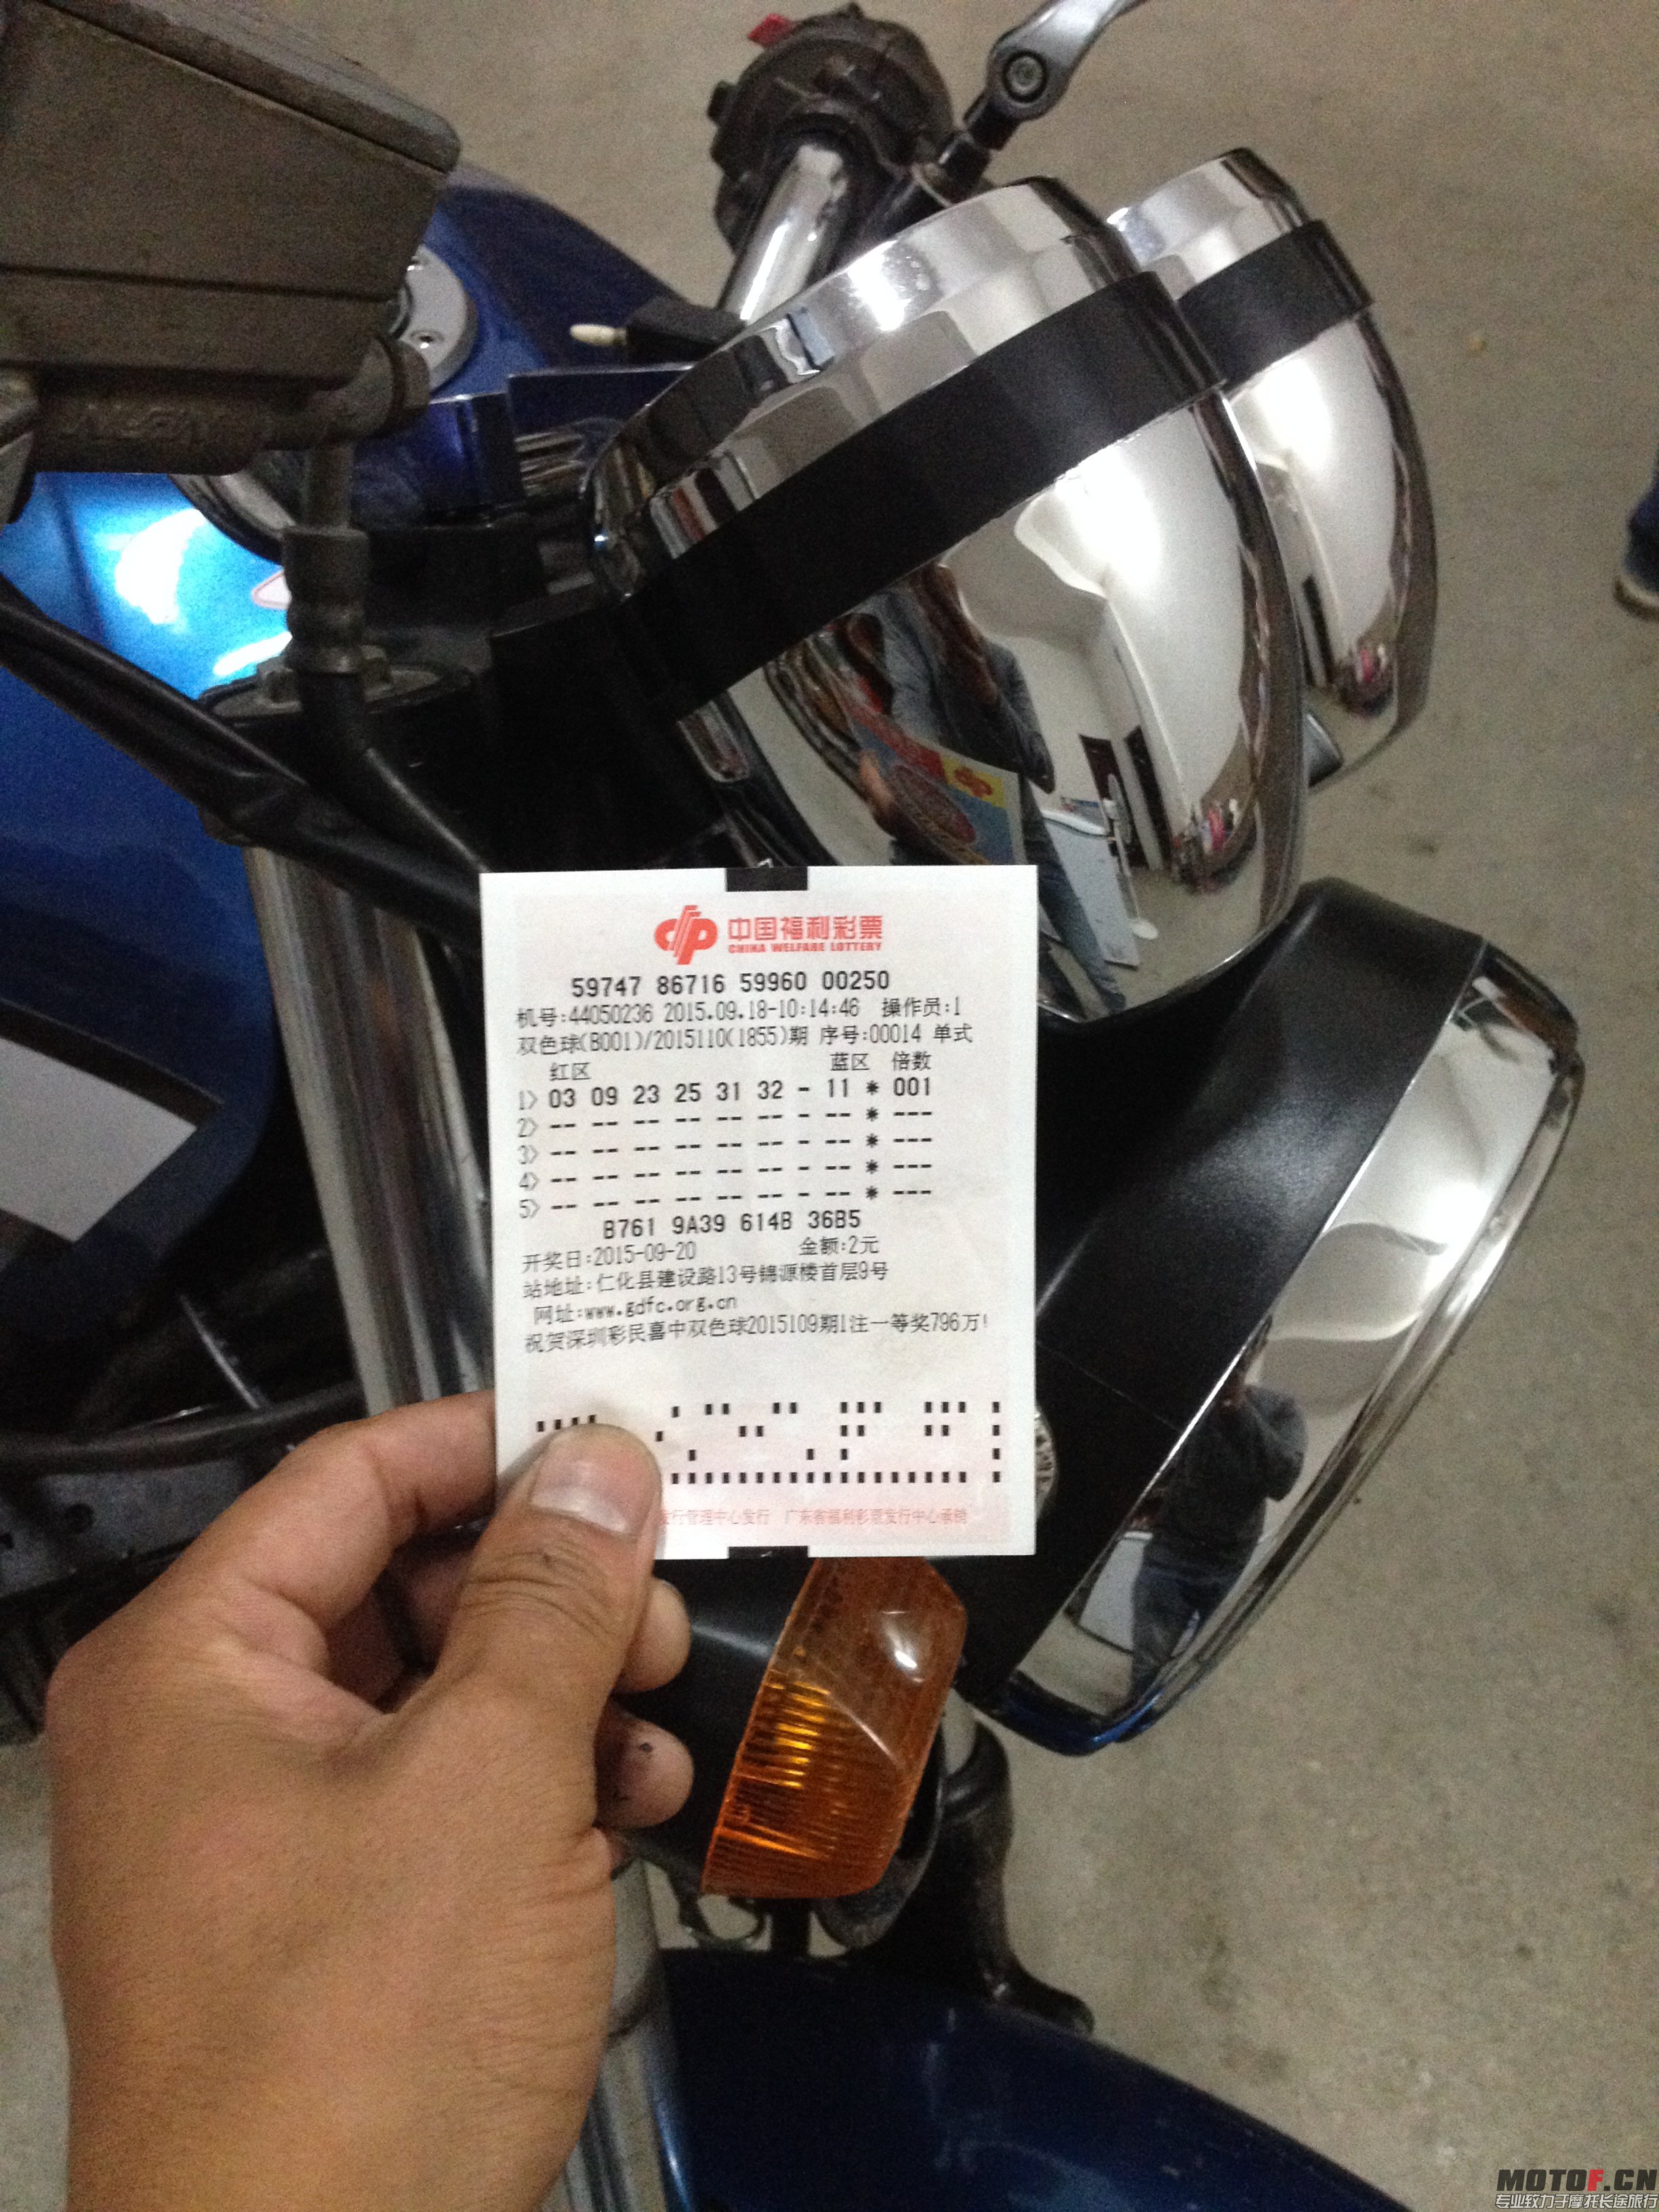 中国福利彩票
CHINA WELFARE LOTTERY
59747 86716 59960 00250
机号:44050236 2015.09.18-10:14:46 操作员:1
双色球(B001)/2015110(1855)期 序号:00014 单式
红区 蓝区 倍数
1> 03 09 23 25 31 32 - 11 * 001
2> -- -- -- -- -- -- - -- * ---
3> -- -- -- -- -- -- - -- * ---
4> -- -- -- -- -- -- - -- * ---
5> -- -- -- -- -- -- - -- * ---
B761 9A39 614B 36B5
开奖日:2015-09-20 金额:2元
站地址:仁化县建设路13号锦源楼首层9号
网址:www.gdfc.org.cn
祝贺深圳彩民喜中双色球2015109期1注一等奖796万!
发行管理中心发行 广东省福利彩票发行中心承销
MOTOF.CN
专业致力于摩托长途旅行